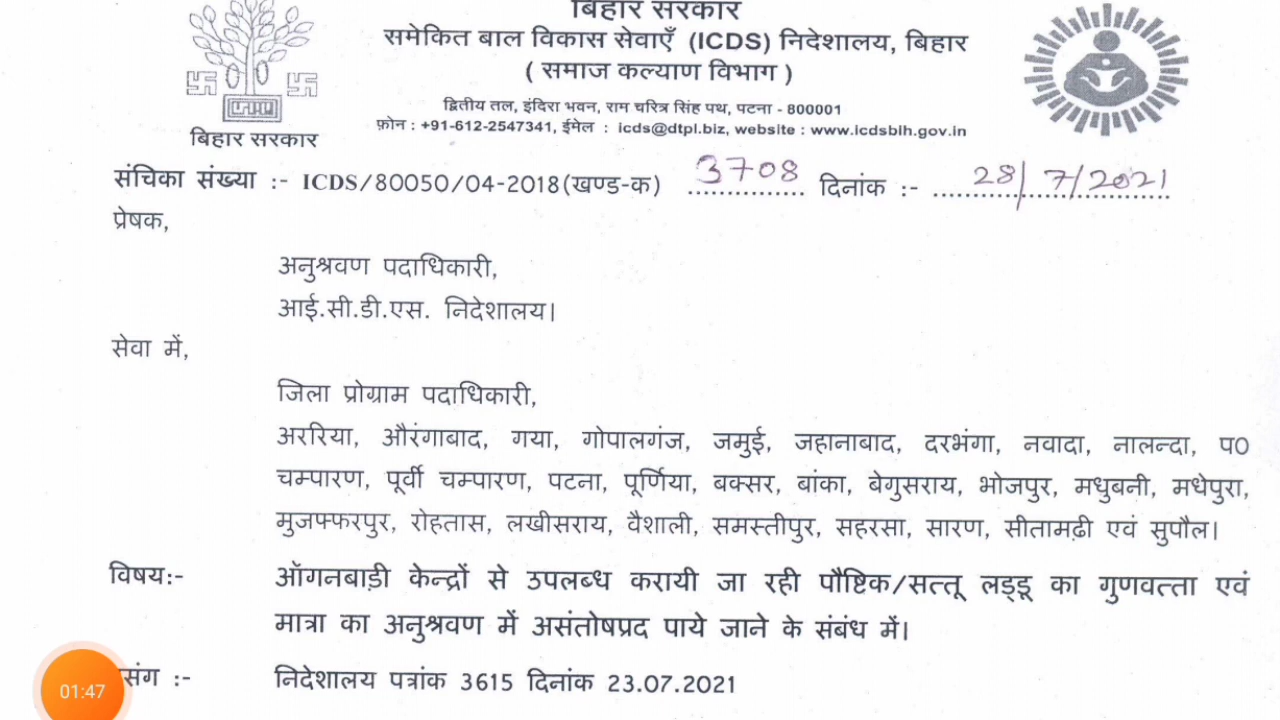 बिहार सरकार
समेकित बाल विकास सेवाएँ (ICDS) निदेशालय, बिहार
( समाज कल्याण विभाग )
द्वितीय तल, इंदिरा भवन, राम चरित्र सिंह पथ, पटना - 800001
फ़ोन : +91-612-2547341, ईमेल : icds@dtpl.biz, website : www.icdsbih.gov.in
बिहार सरकार
संचिका संख्या :- ICDS/80050/04-2018(खण्ड-क) 3708 दिनांक :- 28/7/2021
प्रेषक,
अनुश्रवण पदाधिकारी,
आई.सी.डी.एस. निदेशालय।
सेवा में,
जिला प्रोग्राम पदाधिकारी,
अररिया, औरंगाबाद, गया, गोपालगंज, जमुई, जहानाबाद, दरभंगा, नवादा, नालन्दा, प0
चम्पारण, पूर्वी चम्पारण, पटना, पूर्णिया, बक्सर, बांका, बेगुसराय, भोजपुर, मधुबनी, मधेपुरा,
मुजफ्फरपुर, रोहतास, लखीसराय, वैशाली, समस्तीपुर, सहरसा, सारण, सीतामढ़ी एवं सुपौल।
विषय:- ऑगनबाड़ी केन्द्रों से उपलब्ध करायी जा रही पौष्टिक/सत्तू लड्डू का गुणवत्ता एवं
मात्रा का अनुश्रवण में असंतोषप्रद पाये जाने के संबंध में।
संग :- निदेशालय पत्रांक 3615 दिनांक 23.07.2021
01:47